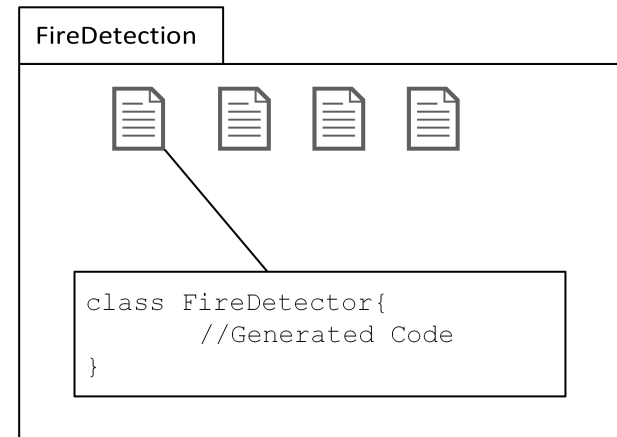 FireDetection
class FireDetector{
//Generated Code
}